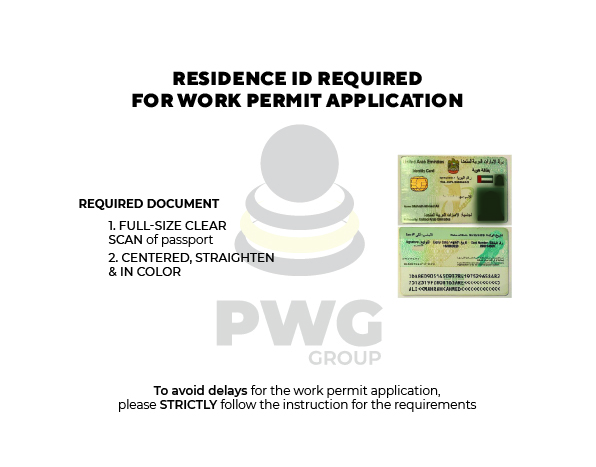 RESIDENCE ID REQUIRED
FOR WORK PERMIT APPLICATION
REQUIRED DOCUMENT
1. FULL-SIZE CLEAR
SCAN of passport
2. CENTERED, STRAIGHTEN
& IN COLOR
United Arab Emirates
Identity Card
PWG
GROUP
To avoid delays for the work permit application,
please STRICTLY follow the instruction for the requirements